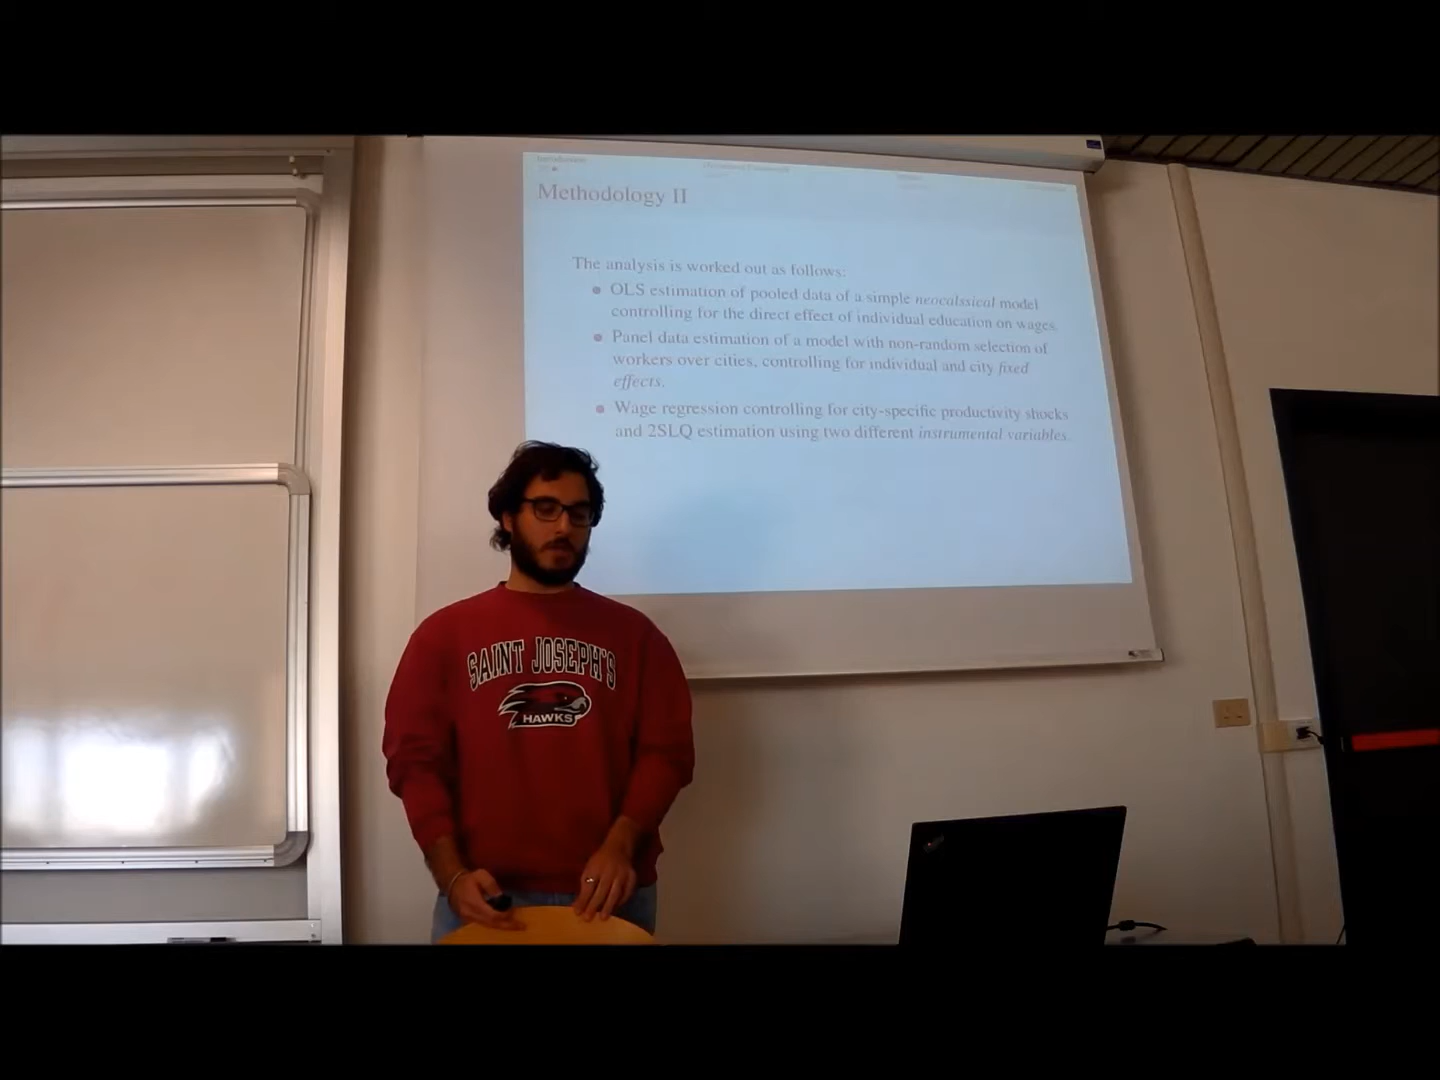 Introduction
Methodology II
The analysis is worked out as follows:
OLS estimation of pooled data of a simple neocalssical model
controlling for the direct effect of individual education on wages.
Panel data estimation of a model with non-random selection of
workers over cities, controlling for individual and city fixed
effects.
Wage regression controlling for city-specific productivity shocks
and 2SLQ estimation using two different instrumental variables.
SAINT JOSEPH'S
HAWKS